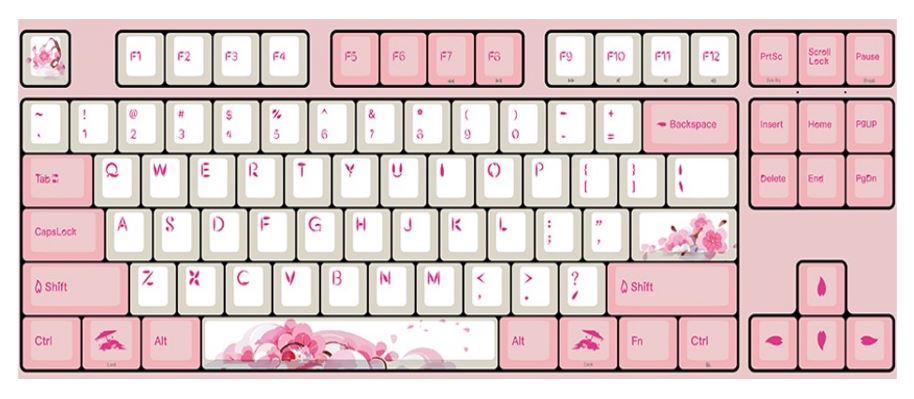 F1 F2 F3 F4 F5 F6 F7 F8 F9 F10 F11 F12 PrtSc Scroll Lock Pause
~ ! @ # $ % ^ & * ( ) - +
` 1 2 3 4 5 6 7 8 9 0 - = Backspace Insert Home PgUP
Tab Q W E R T Y U I O P { [ } ] | \ Delete End PgDn
CapsLock A S D F G H J K L : ; " '
Shift Z X C V B N M < , > . ? / Shift
Ctrl Alt Alt Fn Ctrl